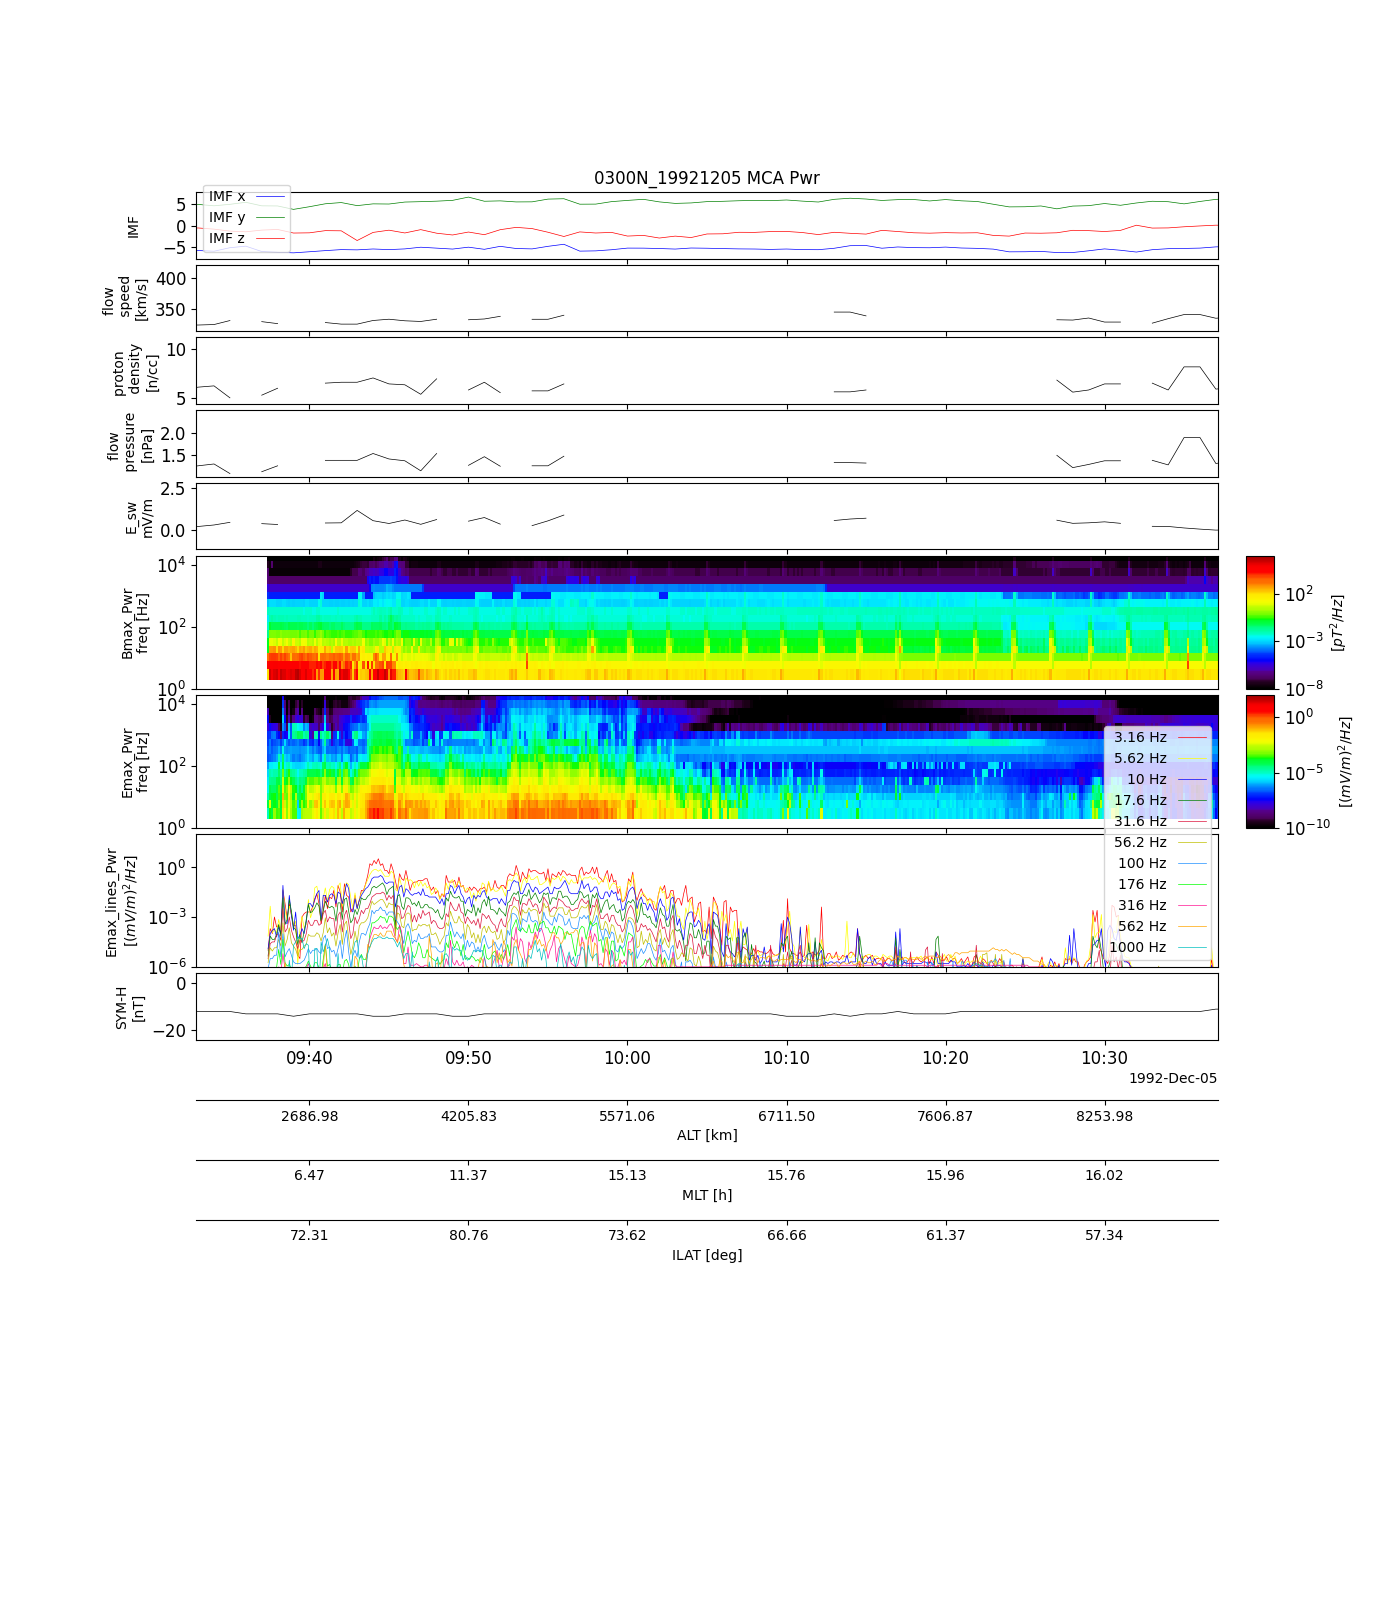 0300N_19921205 MCA Pwr
IMF
5
0
−5
IMF x
IMF y
IMF z
flow
speed
[km/s]
400
350
proton
density
[n/cc]
10
5
flow
pressure
[nPa]
2.0
1.5
E_sw
mV/m
2.5
0.0
Bmax_Pwr
freq [Hz]
10^4
10^2
10^0
10^2
10^−3
10^−8
[pT^2/Hz]
Emax_Pwr
freq [Hz]
10^4
10^2
10^0
10^0
10^−5
10^−10
[(mV/m)^2/Hz]
3.16 Hz
5.62 Hz
10 Hz
17.6 Hz
31.6 Hz
56.2 Hz
100 Hz
176 Hz
316 Hz
562 Hz
1000 Hz
Emax_lines_Pwr
[(mV/m)^2/Hz]
10^0
10^−3
10^−6
SYM-H
[nT]
0
−20
09:40 09:50 10:00 10:10 10:20 10:30
1992-Dec-05
2686.98 4205.83 5571.06 6711.50 7606.87 8253.98
ALT [km]
6.47 11.37 15.13 15.76 15.96 16.02
MLT [h]
72.31 80.76 73.62 66.66 61.37 57.34
ILAT [deg]